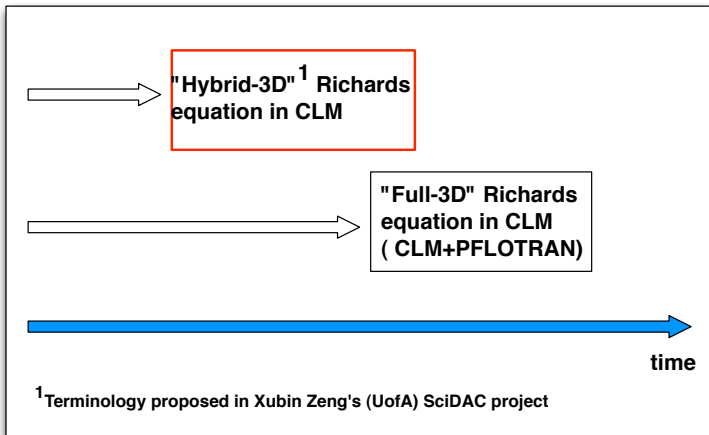 "Hybrid-3D"¹ Richards
equation in CLM
"Full-3D" Richards
equation in CLM
( CLM+PFLOTRAN)
time
¹Terminology proposed in Xubin Zeng's (UofA) SciDAC project